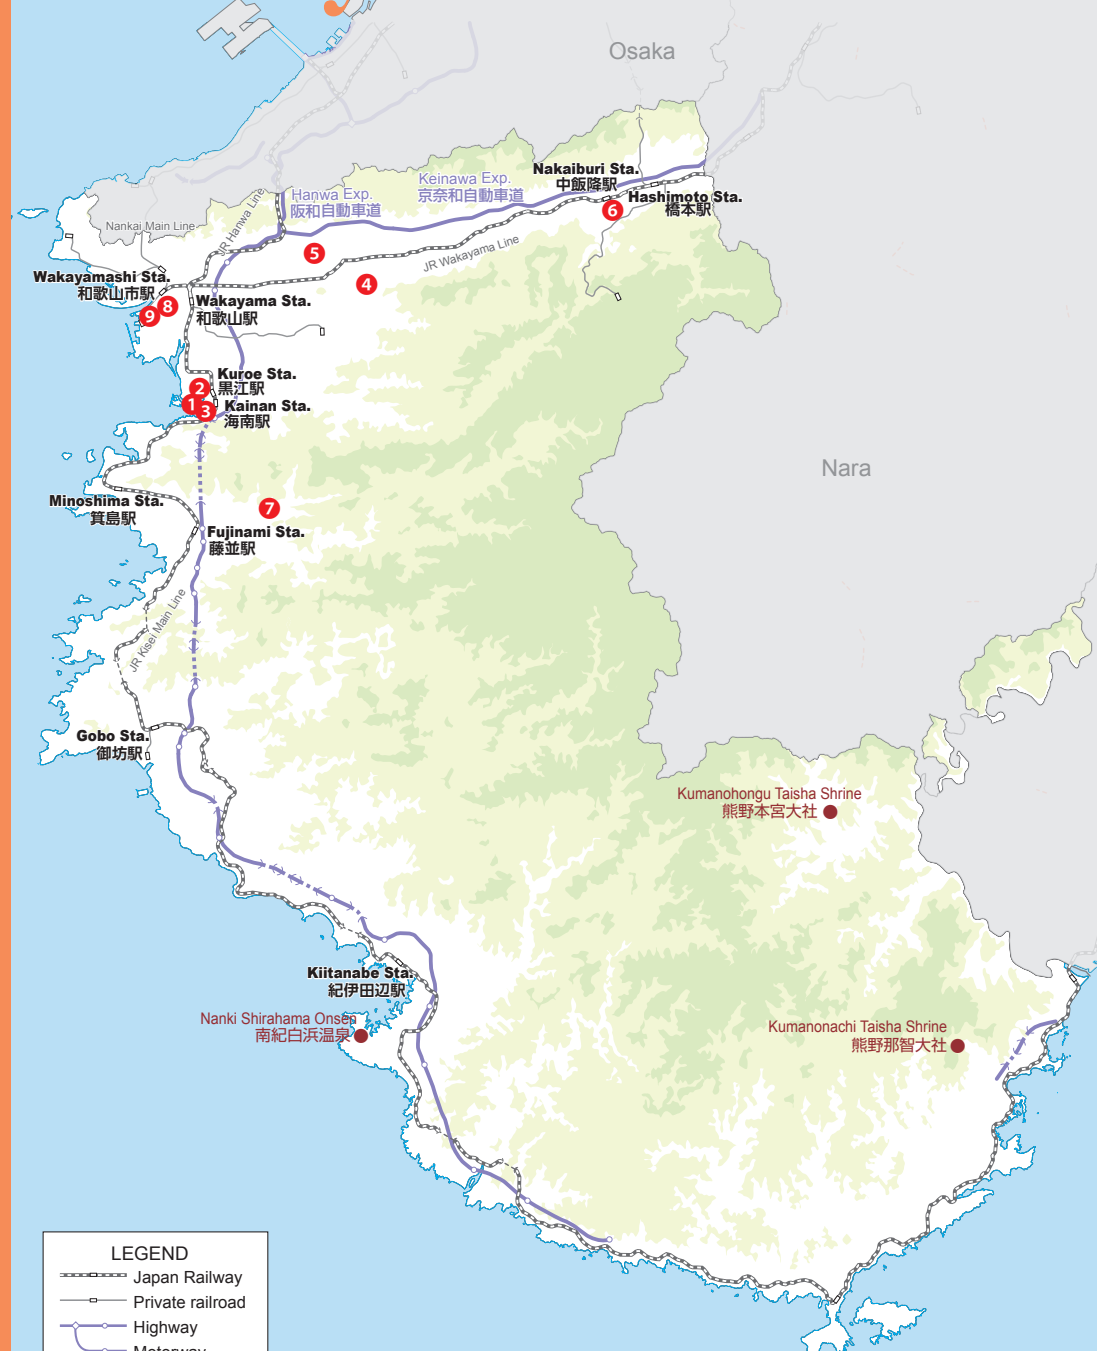 Osaka
Nakaiburi Sta.
中飯降駅
Keinawa Exp.
京奈和自動車道
Hanwa Exp.
阪和自動車道
Hashimoto Sta.
橋本駅
6
Nankai Main Line
JR Hanwa Line
5
JR Wakayama Line
4
Wakayamashi Sta.
和歌山市駅
8
9
Wakayama Sta.
和歌山駅
Kuroe Sta.
黒江駅
2
1
3
Kainan Sta.
海南駅
Nara
Minoshima Sta.
箕島駅
7
Fujinami Sta.
藤並駅
JR Kisei Main Line
Gobo Sta.
御坊駅
Kumanohongu Taisha Shrine
熊野本宮大社
Kiitanabe Sta.
紀伊田辺駅
Nanki Shirahama Onsen
南紀白浜温泉
Kumanonachi Taisha Shrine
熊野那智大社
LEGEND
Japan Railway
Private railroad
Highway
Motorway